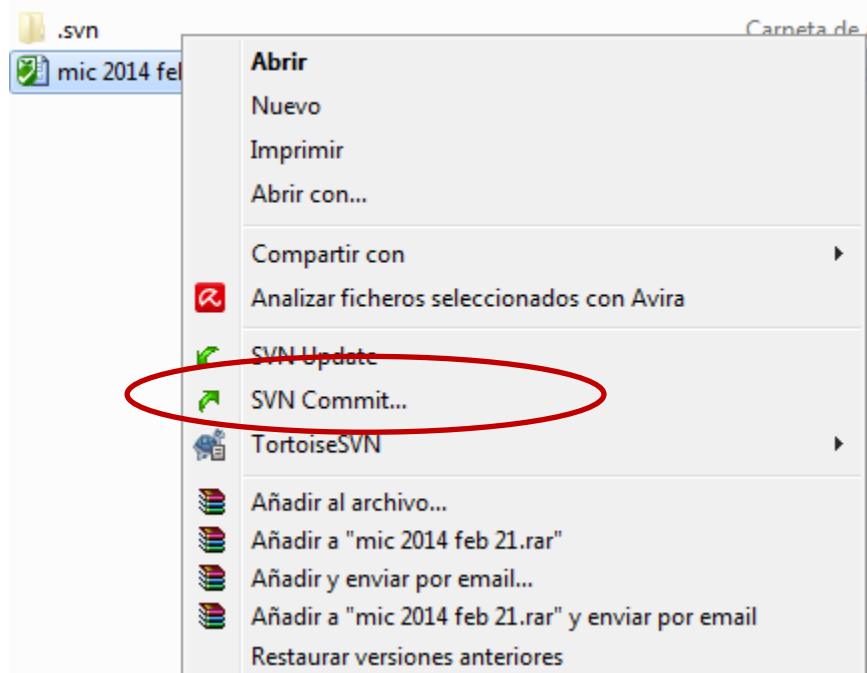 .svn
Carpeta de
mic 2014 feb
Abrir
Nuevo
Imprimir
Abrir con...
Compartir con
Analizar ficheros seleccionados con Avira
SVN Update
SVN Commit...
TortoiseSVN
Añadir al archivo...
Añadir a "mic 2014 feb 21.rar"
Añadir y enviar por email...
Añadir a "mic 2014 feb 21.rar" y enviar por email
Restaurar versiones anteriores